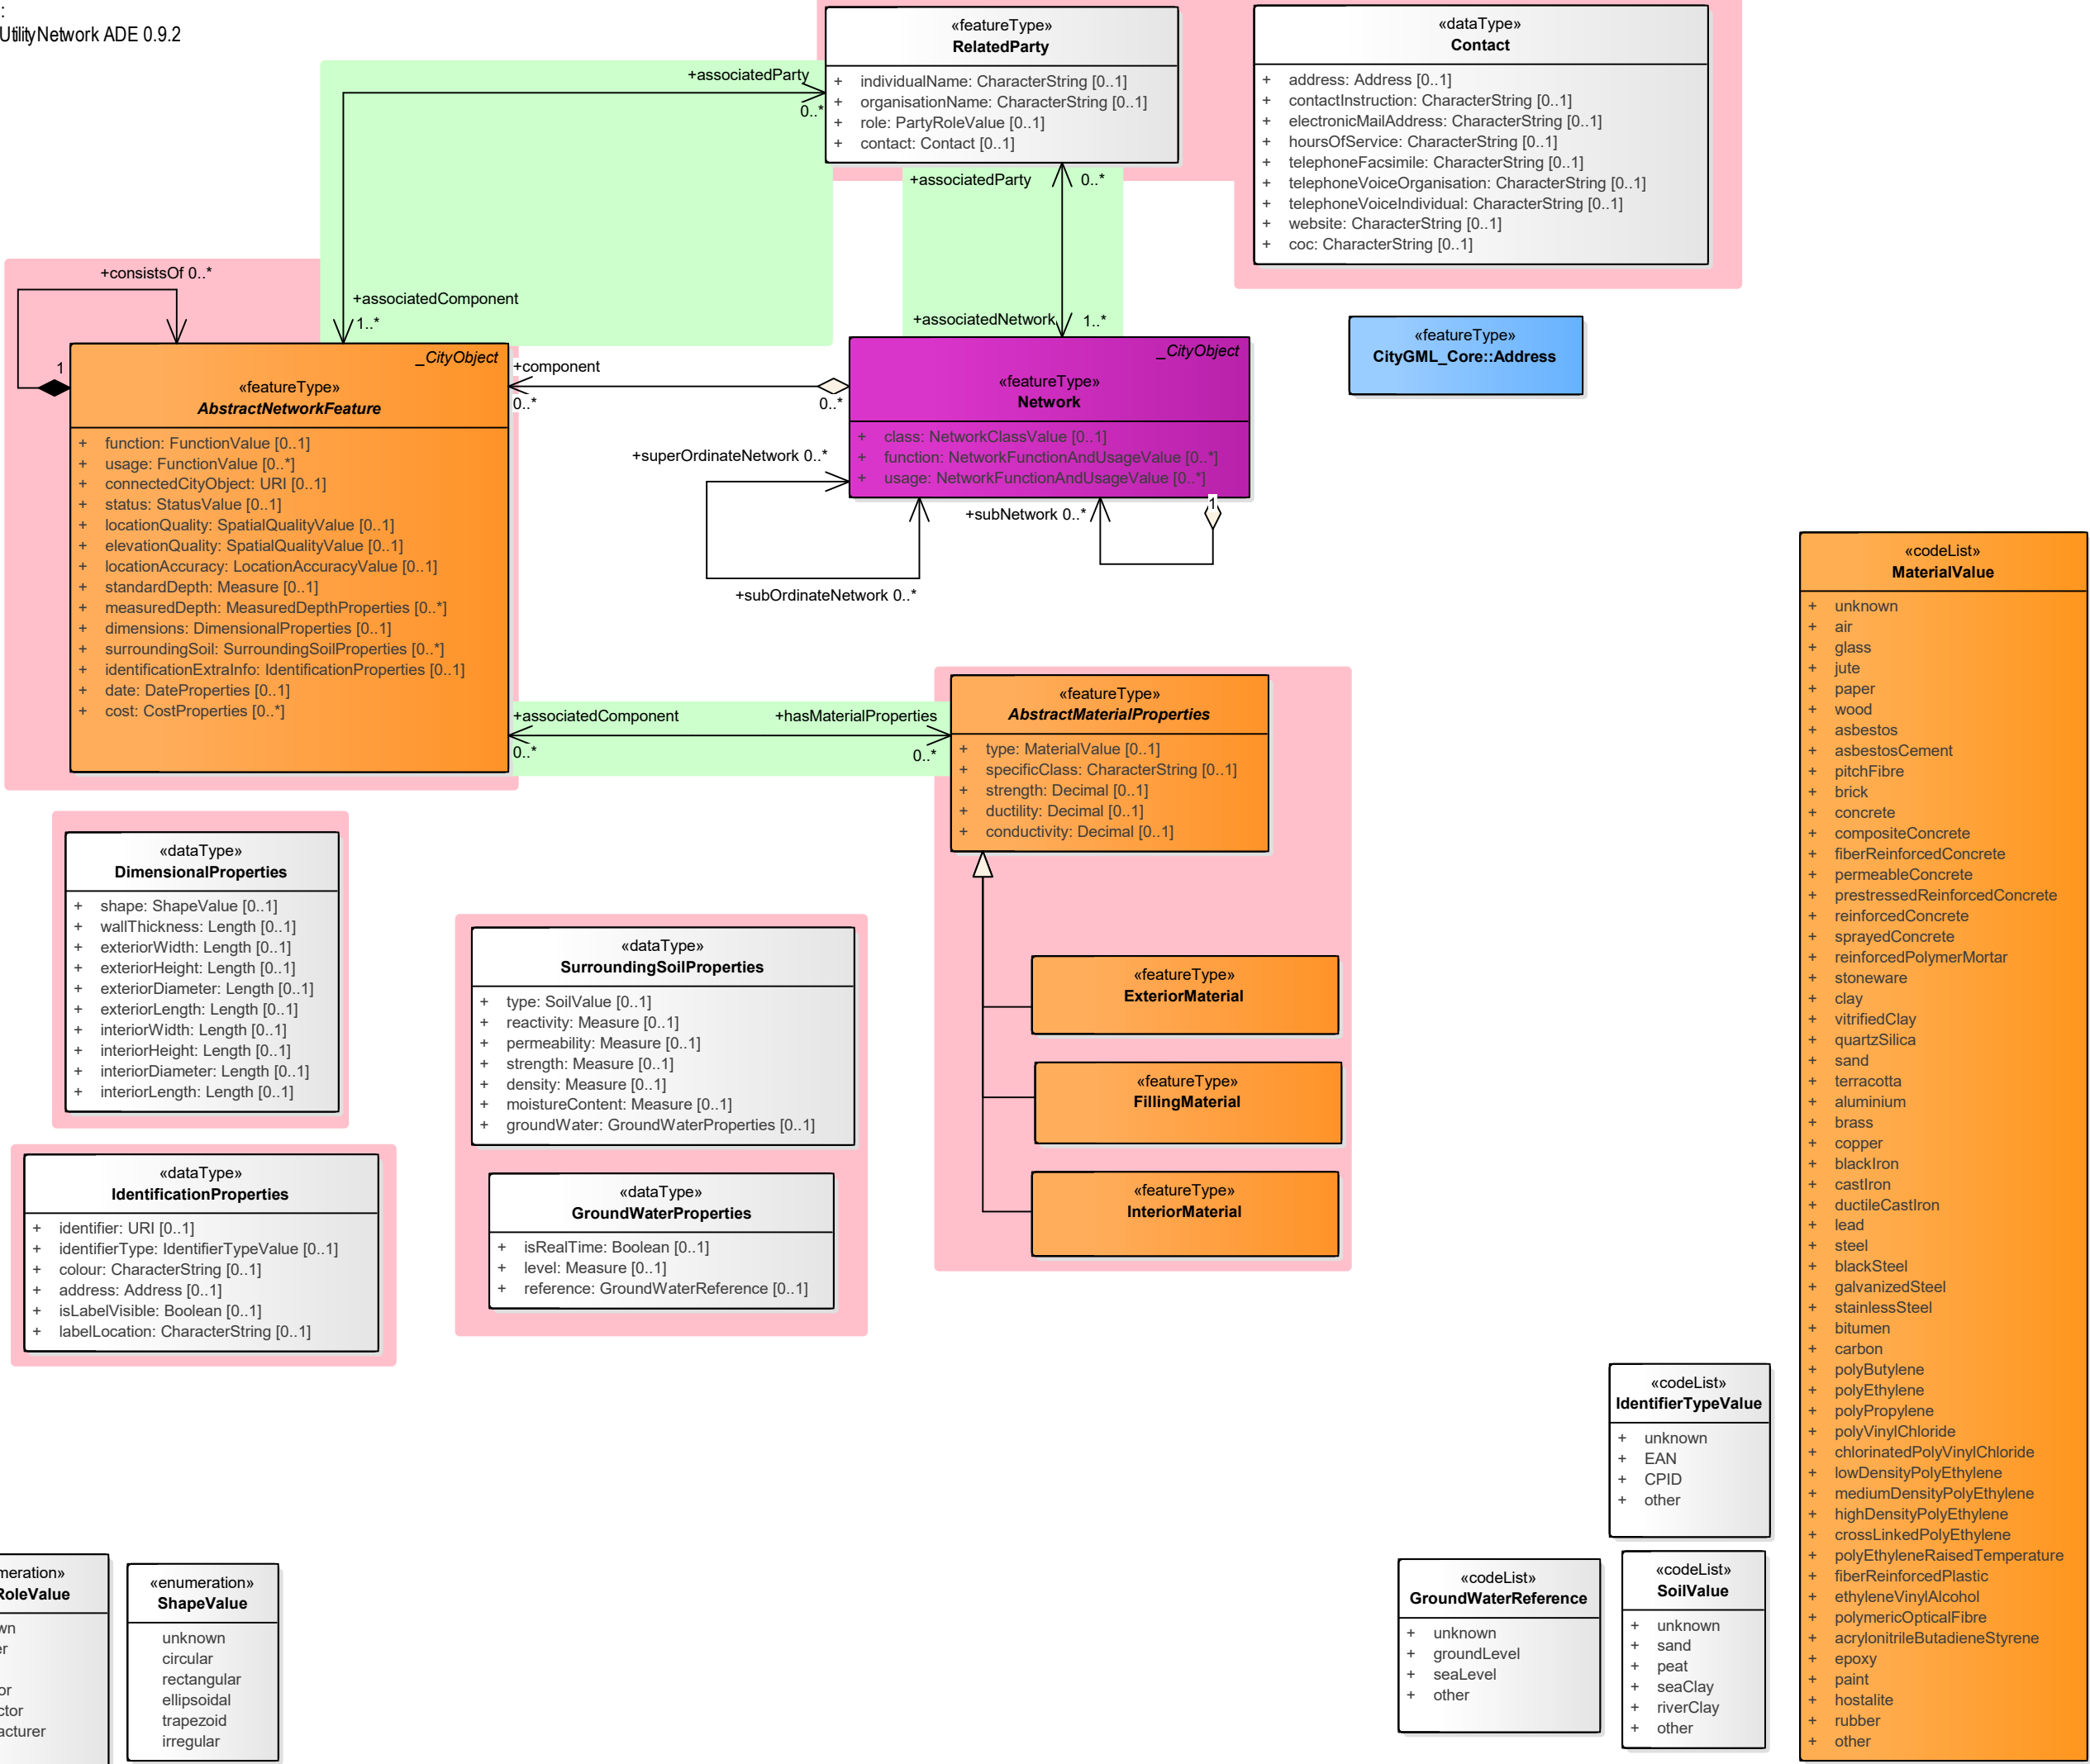 :
UtilityNetwork ADE 0.9.2
«featureType»
RelatedParty
+ individualName: CharacterString [0..1]
+ organisationName: CharacterString [0..1]
+ role: PartyRoleValue [0..1]
+ contact: Contact [0..1]
«dataType»
Contact
+ address: Address [0..1]
+ contactInstruction: CharacterString [0..1]
+ electronicMailAddress: CharacterString [0..1]
+ hoursOfService: CharacterString [0..1]
+ telephoneFacsimile: CharacterString [0..1]
+ telephoneVoiceOrganisation: CharacterString [0..1]
+ telephoneVoiceIndividual: CharacterString [0..1]
+ website: CharacterString [0..1]
+ coc: CharacterString [0..1]
+associatedParty
0..*
+associatedParty 0..*
+consistsOf 0..*
+associatedComponent
1..*
+associatedNetwork 1..*
1
_CityObject
«featureType»
AbstractNetworkFeature
+ function: FunctionValue [0..1]
+ usage: FunctionValue [0..*]
+ connectedCityObject: URI [0..1]
+ status: StatusValue [0..1]
+ locationQuality: SpatialQualityValue [0..1]
+ elevationQuality: SpatialQualityValue [0..1]
+ locationAccuracy: LocationAccuracyValue [0..1]
+ standardDepth: Measure [0..1]
+ measuredDepth: MeasuredDepthProperties [0..*]
+ dimensions: DimensionalProperties [0..1]
+ surroundingSoil: SurroundingSoilProperties [0..*]
+ identificationExtraInfo: IdentificationProperties [0..1]
+ date: DateProperties [0..1]
+ cost: CostProperties [0..*]
+component
0..*
0..*
_CityObject
«featureType»
Network
+ class: NetworkClassValue [0..1]
+ function: NetworkFunctionAndUsageValue [0..*]
+ usage: NetworkFunctionAndUsageValue [0..*]
«featureType»
CityGML_Core::Address
+superOrdinateNetwork 0..*
+subNetwork 0..*
1
+subOrdinateNetwork 0..*
+associatedComponent
0..*
+hasMaterialProperties
0..*
«featureType»
AbstractMaterialProperties
+ type: MaterialValue [0..1]
+ specificClass: CharacterString [0..1]
+ strength: Decimal [0..1]
+ ductility: Decimal [0..1]
+ conductivity: Decimal [0..1]
«featureType»
ExteriorMaterial
«featureType»
FillingMaterial
«featureType»
InteriorMaterial
«dataType»
DimensionalProperties
+ shape: ShapeValue [0..1]
+ wallThickness: Length [0..1]
+ exteriorWidth: Length [0..1]
+ exteriorHeight: Length [0..1]
+ exteriorDiameter: Length [0..1]
+ exteriorLength: Length [0..1]
+ interiorWidth: Length [0..1]
+ interiorHeight: Length [0..1]
+ interiorDiameter: Length [0..1]
+ interiorLength: Length [0..1]
«dataType»
SurroundingSoilProperties
+ type: SoilValue [0..1]
+ reactivity: Measure [0..1]
+ permeability: Measure [0..1]
+ strength: Measure [0..1]
+ density: Measure [0..1]
+ moistureContent: Measure [0..1]
+ groundWater: GroundWaterProperties [0..1]
«dataType»
IdentificationProperties
+ identifier: URI [0..1]
+ identifierType: IdentifierTypeValue [0..1]
+ colour: CharacterString [0..1]
+ address: Address [0..1]
+ isLabelVisible: Boolean [0..1]
+ labelLocation: CharacterString [0..1]
«dataType»
GroundWaterProperties
+ isRealTime: Boolean [0..1]
+ level: Measure [0..1]
+ reference: GroundWaterReference [0..1]
«codeList»
MaterialValue
+ unknown
+ air
+ glass
+ jute
+ paper
+ wood
+ asbestos
+ asbestosCement
+ pitchFibre
+ brick
+ concrete
+ compositeConcrete
+ fiberReinforcedConcrete
+ permeableConcrete
+ prestressedReinforcedConcrete
+ reinforcedConcrete
+ sprayedConcrete
+ reinforcedPolymerMortar
+ stoneware
+ clay
+ vitrifiedClay
+ quartzSilica
+ sand
+ terracotta
+ aluminium
+ brass
+ copper
+ blackIron
+ castIron
+ ductileCastIron
+ lead
+ steel
+ blackSteel
+ galvanizedSteel
+ stainlessSteel
+ bitumen
+ carbon
+ polyButylene
+ polyEthylene
+ polyPropylene
+ polyVinylChloride
+ chlorinatedPolyVinylChloride
+ lowDensityPolyEthylene
+ mediumDensityPolyEthylene
+ highDensityPolyEthylene
+ crossLinkedPolyEthylene
+ polyEthyleneRaisedTemperature
+ fiberReinforcedPlastic
+ ethyleneVinylAlcohol
+ polymericOpticalFibre
+ acrylonitrileButadieneStyrene
+ epoxy
+ paint
+ hostalite
+ rubber
+ other
«codeList»
IdentifierTypeValue
+ unknown
+ EAN
+ CPID
+ other
meration»
RoleValue
wn
er
or
ctor
acturer
«enumeration»
ShapeValue
unknown
circular
rectangular
ellipsoidal
trapezoid
irregular
«codeList»
GroundWaterReference
+ unknown
+ groundLevel
+ seaLevel
+ other
«codeList»
SoilValue
+ unknown
+ sand
+ peat
+ seaClay
+ riverClay
+ other